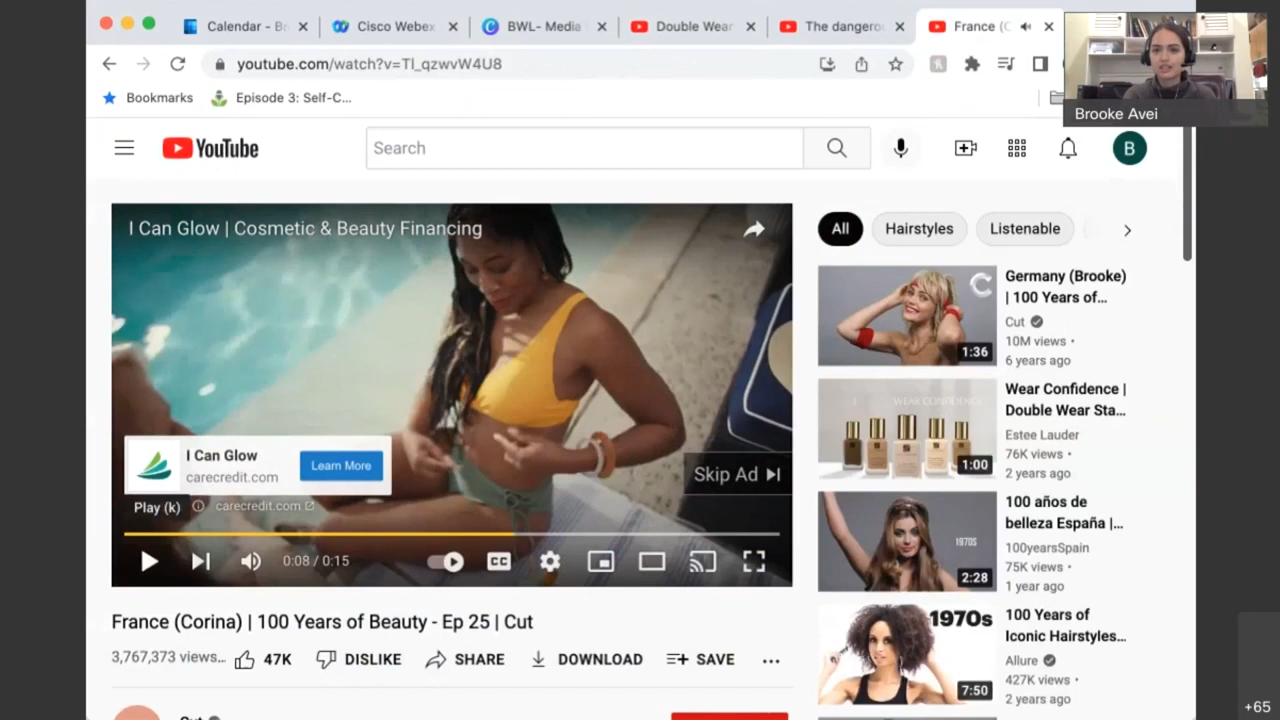 Calendar - B
Cisco Webex
BWL- Media
Double Wear
The dangero
France (C
youtube.com/watch?v=Tl_qzwvW4U8
Bookmarks
Episode 3: Self-C...
Brooke Avei
YouTube
Search
B
I Can Glow | Cosmetic & Beauty Financing
I Can Glow
carecredit.com
Learn More
Skip Ad
Play (k)
carecredit.com
0:08 / 0:15
CC
France (Corina) | 100 Years of Beauty - Ep 25 | Cut
3,767,373 views...
47K
DISLIKE
SHARE
DOWNLOAD
SAVE
All
Hairstyles
Listenable
Germany (Brooke)
| 100 Years of...
Cut
10M views •
6 years ago
1:36
Wear Confidence |
Double Wear Sta...
Estee Lauder
76K views •
2 years ago
WEAR CONFIDENCE
1:00
100 años de
belleza España |...
100yearsSpain
75K views •
1 year ago
1970S
2:28
100 Years of
Iconic Hairstyles...
Allure
427K views •
2 years ago
1970s
7:50
+65